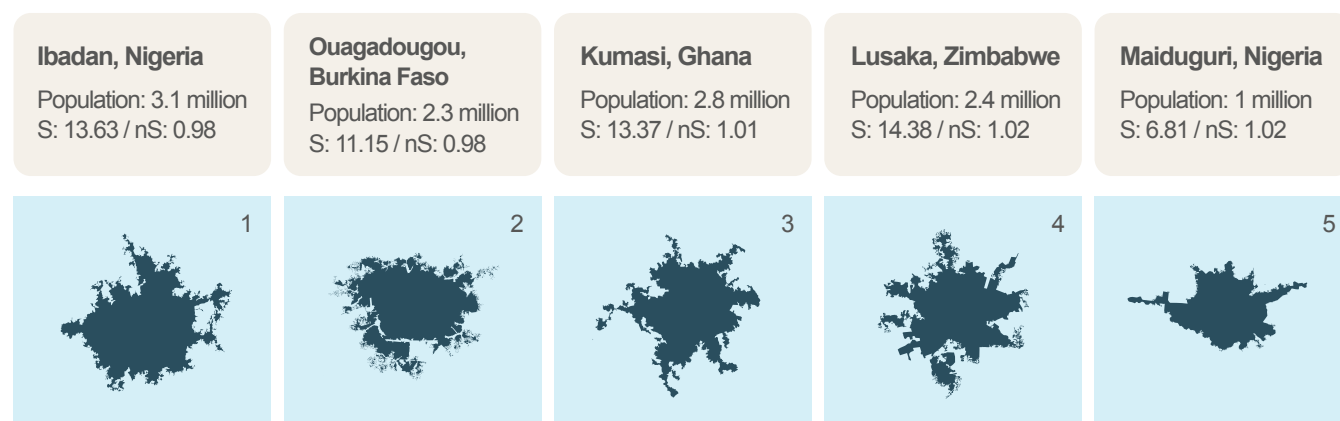 Ibadan, Nigeria
Population: 3.1 million
S: 13.63 / nS: 0.98
Ouagadougou,
Burkina Faso
Population: 2.3 million
S: 11.15 / nS: 0.98
Kumasi, Ghana
Population: 2.8 million
S: 13.37 / nS: 1.01
Lusaka, Zimbabwe
Population: 2.4 million
S: 14.38 / nS: 1.02
Maiduguri, Nigeria
Population: 1 million
S: 6.81 / nS: 1.02
1
2
3
4
5